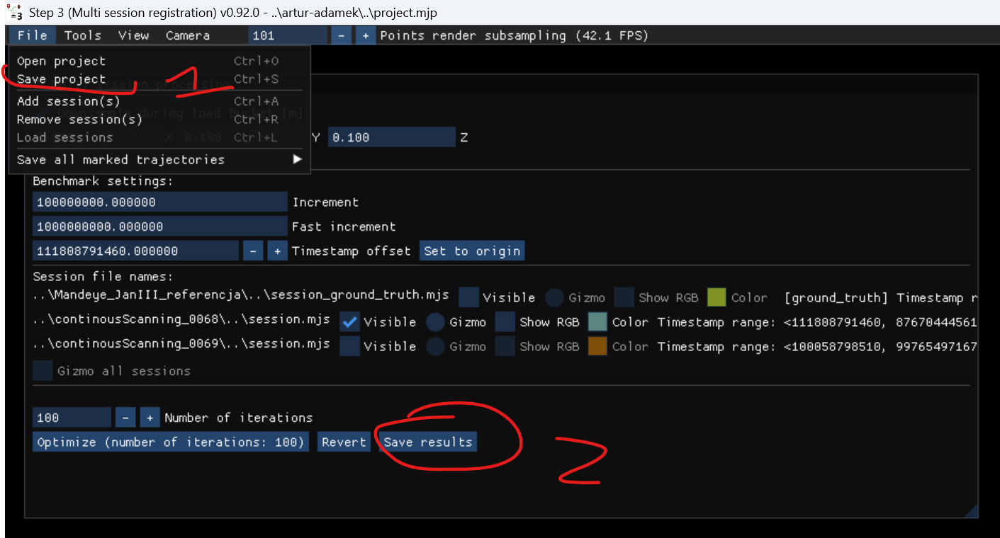 Step 3 (Multi session registration) v0.92.0 - ..\artur-adamek\..\project.mjp
File Tools View Camera 101 - + Points render subsampling (42.1 FPS)
Open project Ctrl+O
Save project Ctrl+S
1
session processing
Add session(s) Ctrl+A
Downsample during load Bucket [m]:
Remove session(s) Ctrl+R
Load sessions Ctrl+L
X 0.100 Y 0.100 Z
Save all marked trajectories
Benchmark settings:
100000000.000000 Increment
1000000000.000000 Fast increment
111808791460.000000 - + Timestamp offset Set to origin
Session file names:
..\Mandeye_JanIII_referencja\..\session_ground_truth.mjs Visible Gizmo Show RGB Color [ground_truth] Timestamp r
..\continousScanning_0068\..\session.mjs Visible Gizmo Show RGB Color Timestamp range: <111808791460, 87670444561
..\continousScanning_0069\..\session.mjs Visible Gizmo Show RGB Color Timestamp range: <100058798510, 99765497167
Gizmo all sessions
100 - + Number of iterations
Optimize (number of iterations: 100) Revert Save results
2